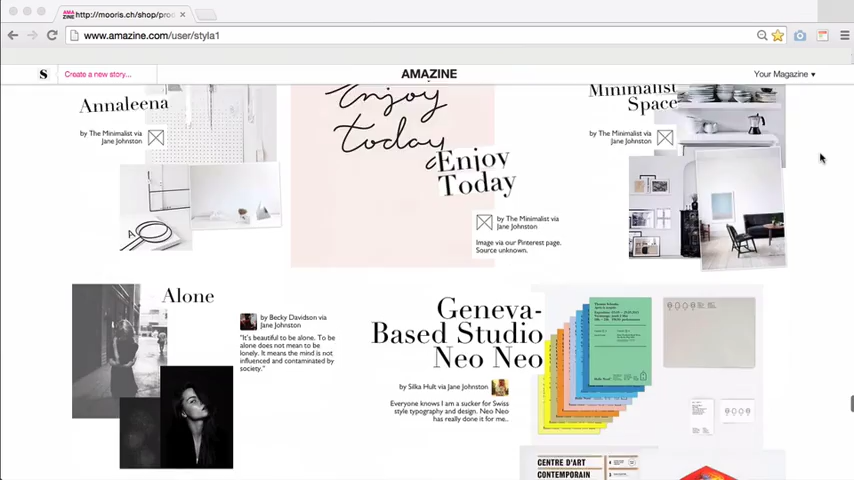 http://mooris.ch/shop/pro
www.amazine.com/user/styla1
S
Create a new story...
AMAZINE
Your Magazine
Annaleena
by The Minimalist via
Jane Johnston
Enjoy
today
Enjoy
Today
by The Minimalist via
Jane Johnston
Image via our Pinterest page.
Source unknown.
Minimalist
Space
by The Minimalist via
Jane Johnston
Alone
by Becky Davidson via
Jane Johnston
"It's beautiful to be alone. To be
alone does not mean to be
lonely. It means the mind is not
influenced and contaminated by
society."
Geneva-
Based Studio
Neo Neo
by Silka Hult via Jane Johnston
Everyone knows I am a sucker for Swiss
style typography and design. Neo Neo
has really done it for me..
CENTRE D'ART
CONTEMPORAIN